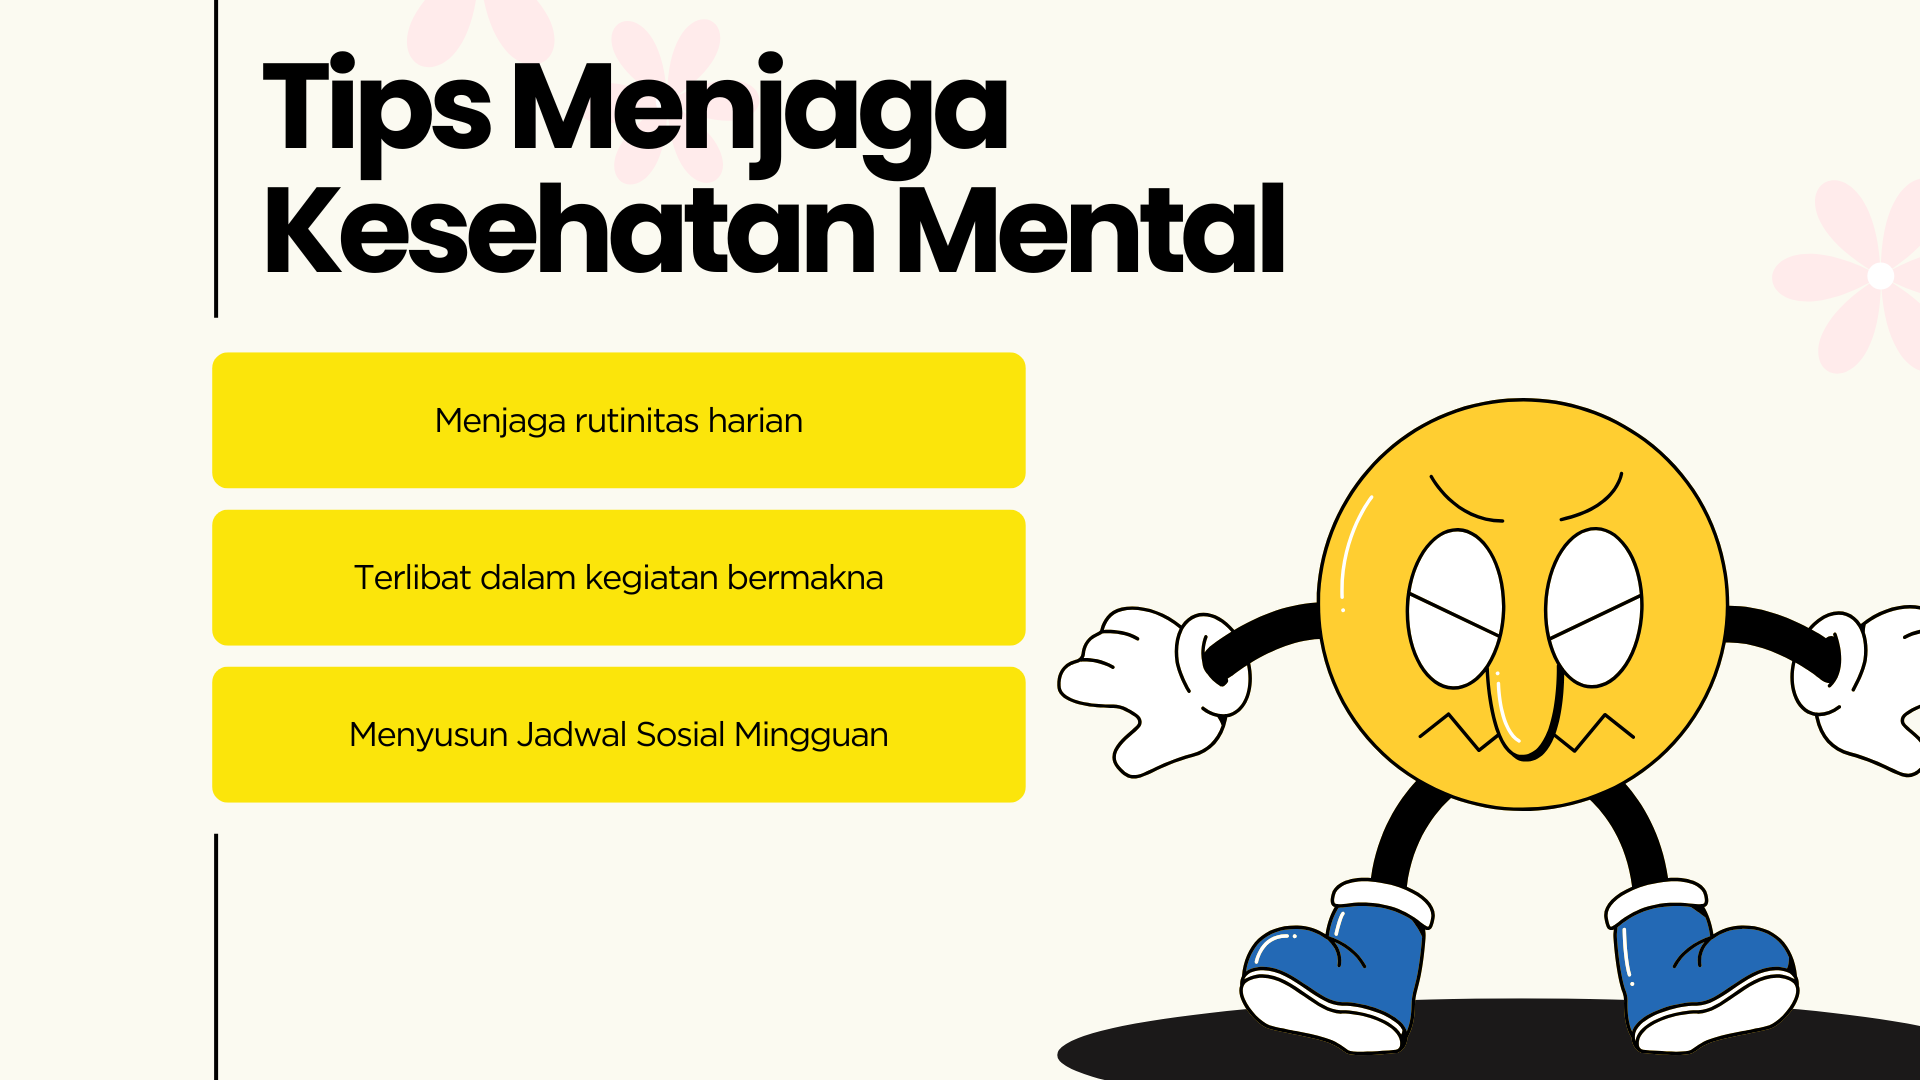 Tips Menjaga
Kesehatan Mental
Menjaga rutinitas harian
Terlibat dalam kegiatan bermakna
Menyusun Jadwal Sosial Mingguan